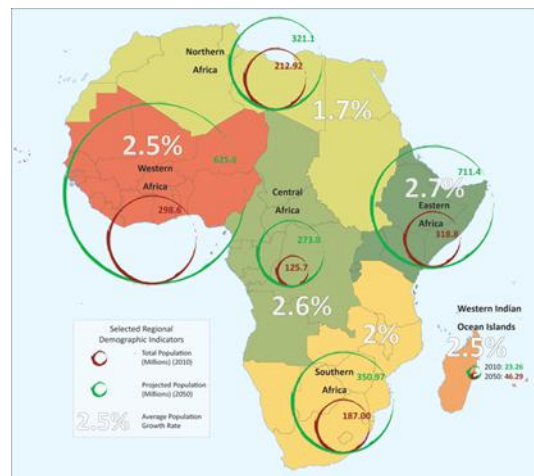 321.1
Northern
Africa
212.92
1.7%
2.5%
Western
Africa
625.6
298.6
711.4
2.7%
Eastern
Africa
318.8
Central
Africa
273.0
125.7
2.6%
Western Indian
Ocean Islands
2.5%
2010: 23.26
2050: 46.29
2%
Southern
Africa
350.97
187.00
Selected Regional
Demographic Indicators
Total Population
(Millions) (2010)
Projected Population
(Millions) (2050)
2.5%
Average Population
Growth Rate